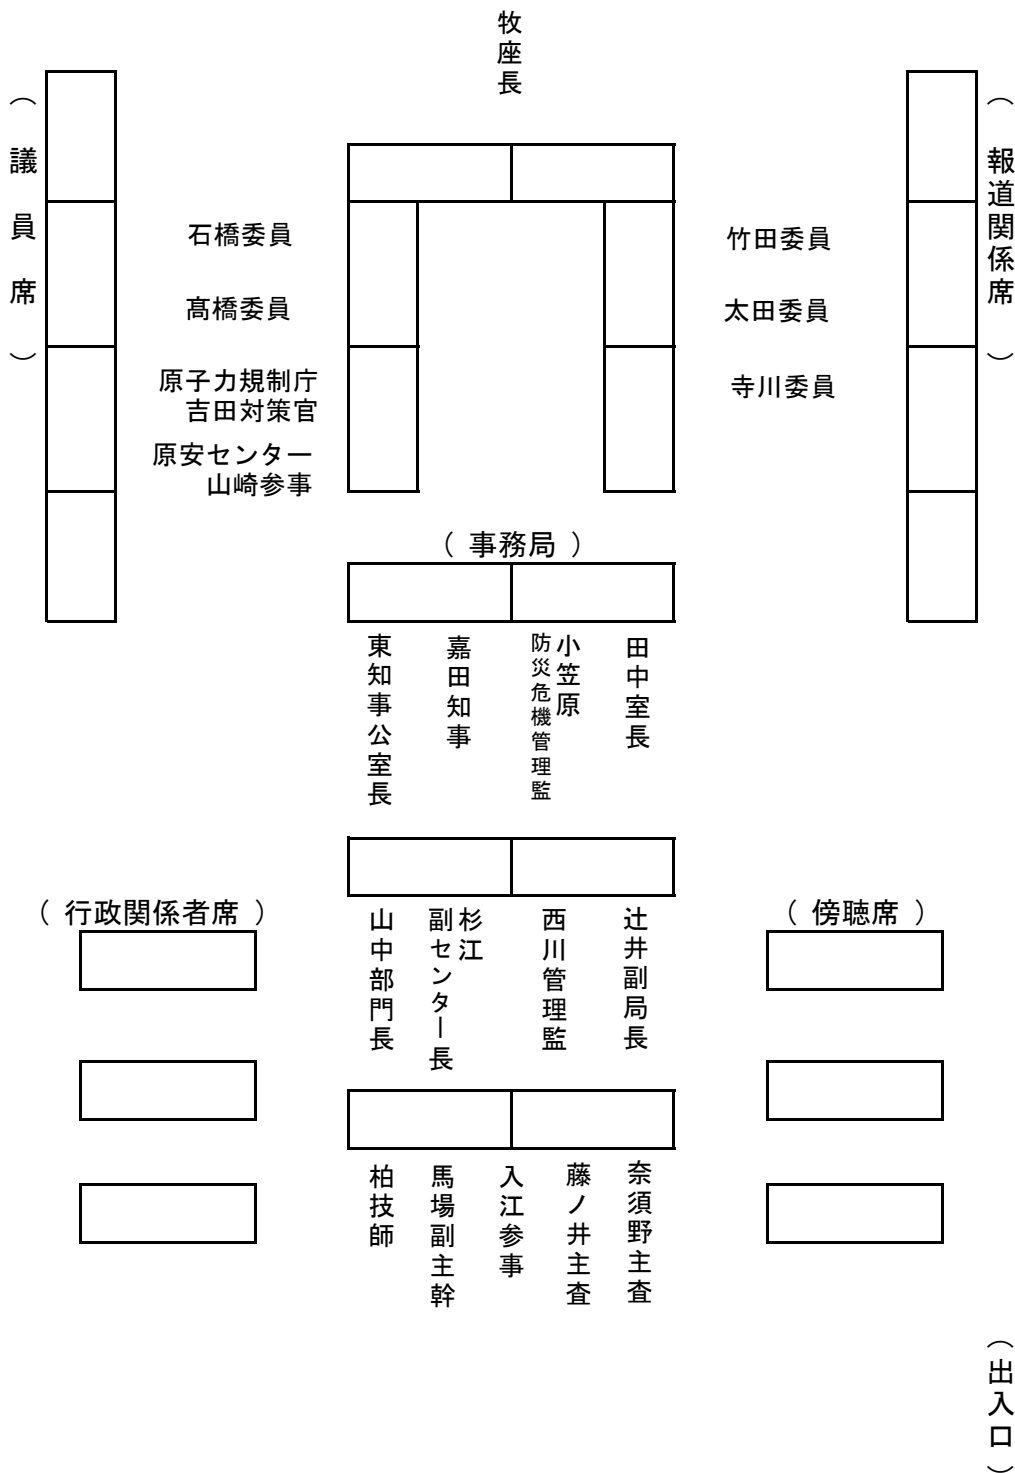 牧座長
（議員席）
（報道関係席）
石橋委員
髙橋委員
原子力規制庁
吉田対策官
原安センター
山崎参事
竹田委員
太田委員
寺川委員
（ 事務局 ）
東知事公室長
嘉田知事
小笠原
防災危機管理監
田中室長
（ 行政関係者席 ）
（ 傍聴席 ）
山中部門長
杉江
副センター長
西川管理監
辻井副局長
柏技師
馬場副主幹
入江参事
藤ノ井主査
奈須野主査
（出入口）